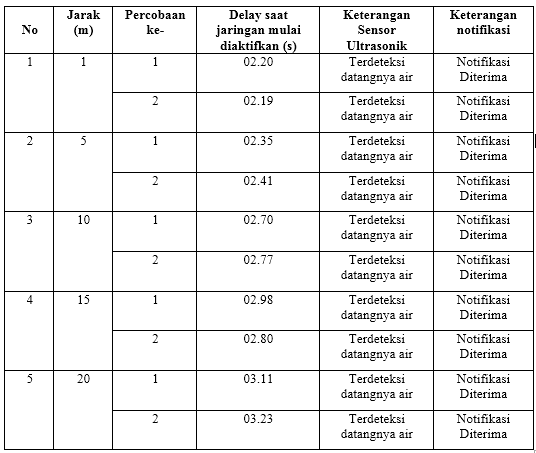 No Jarak (m) Percobaan ke- Delay saat jaringan mulai diaktifkan (s) Keterangan Sensor Ultrasonik Keterangan notifikasi
1 1 1 02.20 Terdeteksi datangnya air Notifikasi Diterima
2 02.19 Terdeteksi datangnya air Notifikasi Diterima
2 5 1 02.35 Terdeteksi datangnya air Notifikasi Diterima
2 02.41 Terdeteksi datangnya air Notifikasi Diterima
3 10 1 02.70 Terdeteksi datangnya air Notifikasi Diterima
2 02.77 Terdeteksi datangnya air Notifikasi Diterima
4 15 1 02.98 Terdeteksi datangnya air Notifikasi Diterima
2 02.80 Terdeteksi datangnya air Notifikasi Diterima
5 20 1 03.11 Terdeteksi datangnya air Notifikasi Diterima
2 03.23 Terdeteksi datangnya air Notifikasi Diterima